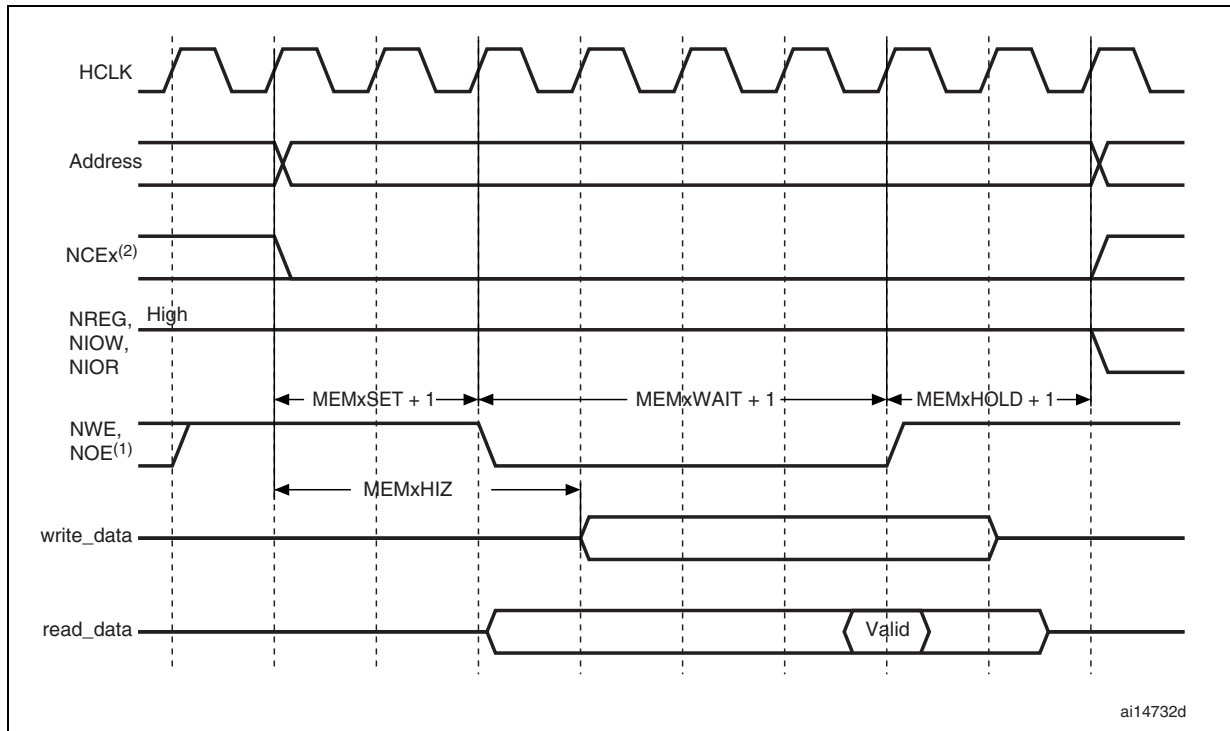 HCLK
Address
NCEx(2)
High
NREG,
NIOW,
NIOR
MEMxSET + 1
MEMxWAIT + 1
MEMxHOLD + 1
NWE,
NOE(1)
MEMxHIZ
write_data
read_data
Valid
ai14732d